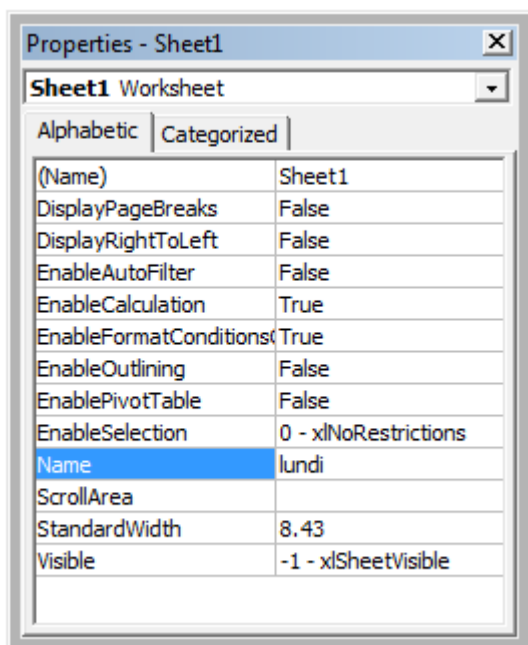 Properties - Sheet1
Sheet1 Worksheet
Alphabetic Categorized
(Name) Sheet1
DisplayPageBreaks False
DisplayRightToLeft False
EnableAutoFilter False
EnableCalculation True
EnableFormatConditions True
EnableOutlining False
EnablePivotTable False
EnableSelection 0 - xlNoRestrictions
Name lundi
ScrollArea
StandardWidth 8.43
Visible -1 - xlSheetVisible